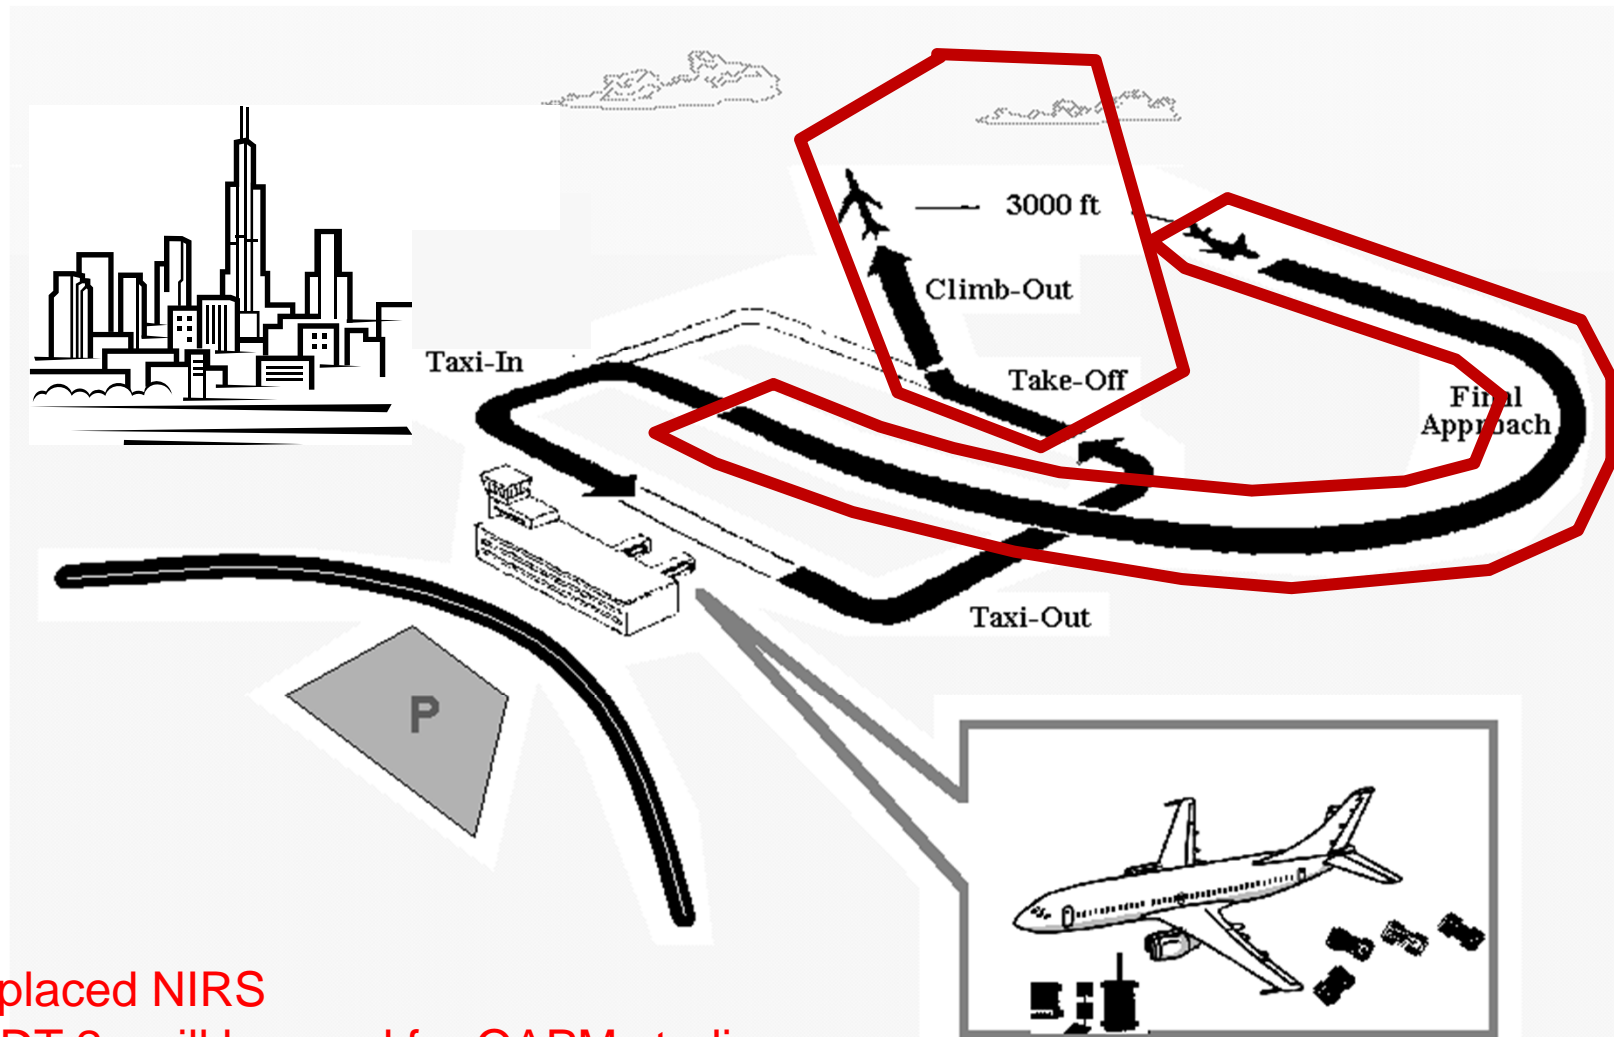 3000 ft
Climb-Out
Taxi-In
Take-Off
Final
Approach
Taxi-Out
P
placed NIRS